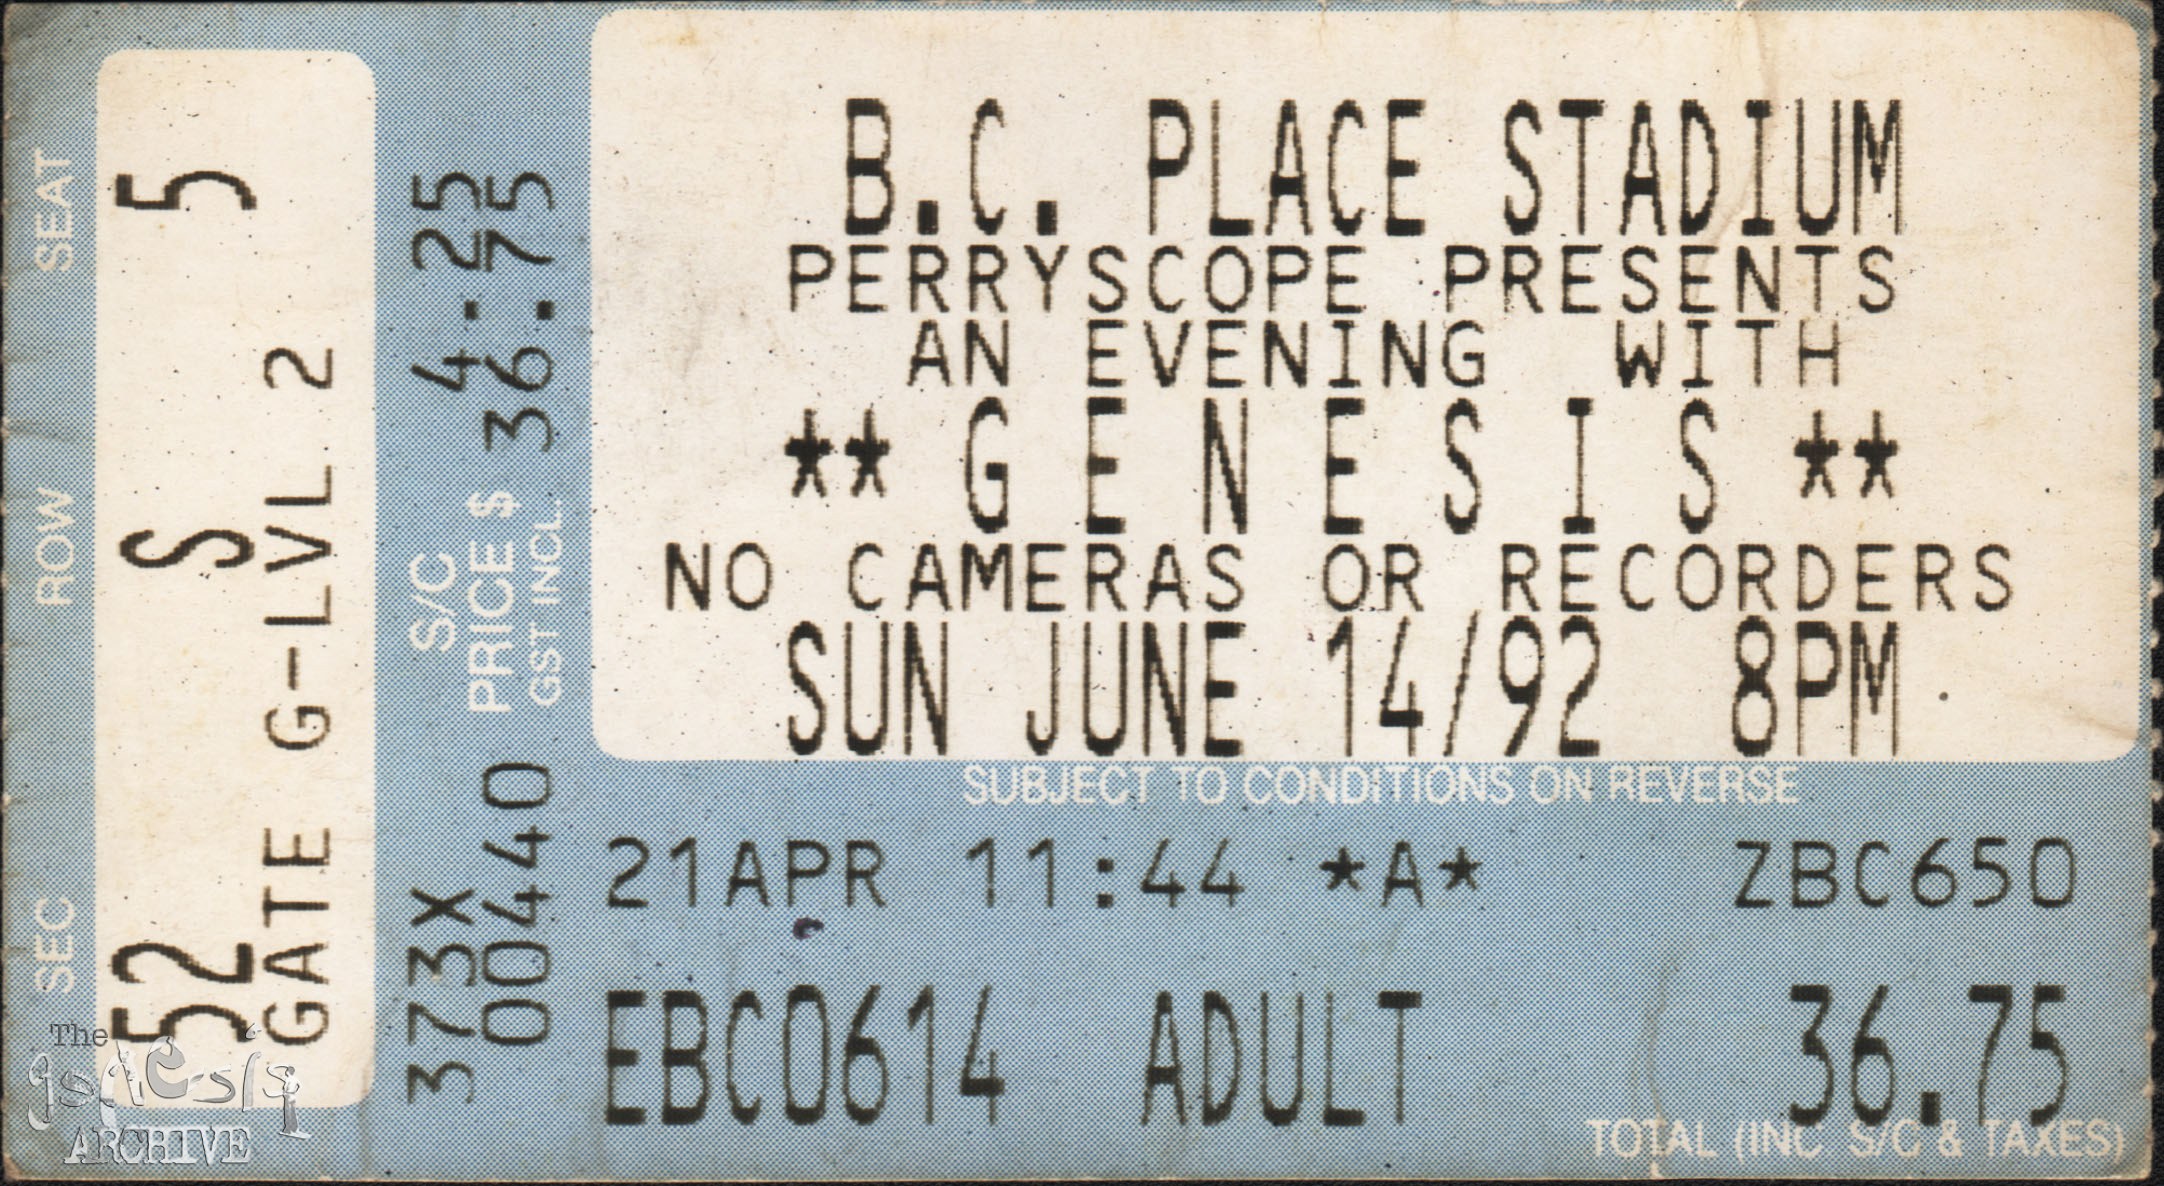 B.C. PLACE STADIUM
PERRYSCOPE PRESENTS
AN EVENING WITH
**G E N E S I S**
NO CAMERAS OR RECORDERS
SUN JUNE 14/92 8PM
SUBJECT TO CONDITIONS ON REVERSE
21APR 11:44 *A* ZBC650
EBC0614 ADULT 36.75
TOTAL (INC S/C & TAXES)
SEC 52 ROW S SEAT 5
GATE G-LVL 2
373X S/C 4.25
00440 PRICE $ 36.75
GST INCL.
The
genesis
ARCHIVE